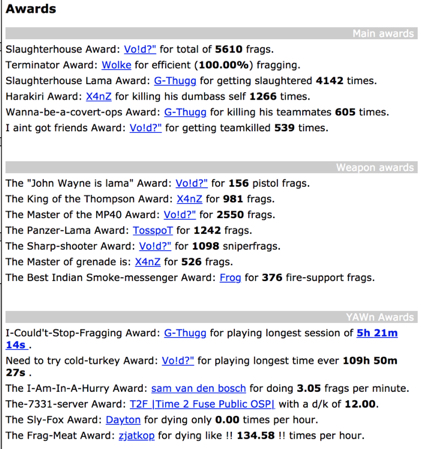 Awards
Main awards
Slaughterhouse Award: Vo!d?" for total of 5610 frags.
Terminator Award: Wolke for efficient (100.00%) fragging.
Slaughterhouse Lama Award: G-Thugg for getting slaughtered 4142 times.
Harakiri Award: X4nZ for killing his dumbass self 1266 times.
Wanna-be-a-covert-ops Award: G-Thugg for killing his teammates 605 times.
I aint got friends Award: Vo!d?" for getting teamkilled 539 times.
Weapon awards
The "John Wayne is lama" Award: Vo!d?" for 156 pistol frags.
The King of the Thompson Award: X4nZ for 981 frags.
The Master of the MP40 Award: Vo!d?" for 2550 frags.
The Panzer-Lama Award: TosspoT for 1242 frags.
The Sharp-shooter Award: Vo!d?" for 1098 sniperfrags.
The Master of grenade is: X4nZ for 526 frags.
The Best Indian Smoke-messenger Award: Frog for 376 fire-support frags.
YAWn Awards
I-Could't-Stop-Fragging Award: G-Thugg for playing longest session of 5h 21m
14s .
Need to try cold-turkey Award: Vo!d?" for playing longest time ever 109h 50m
27s .
The I-Am-In-A-Hurry Award: sam van den bosch for doing 3.05 frags per minute.
The-7331-server Award: T2F |Time 2 Fuse Public OSP| with a d/k of 12.00.
The Sly-Fox Award: Dayton for dying only 0.00 times per hour.
The Frag-Meat Award: zjatkop for dying like !! 134.58 !! times per hour.